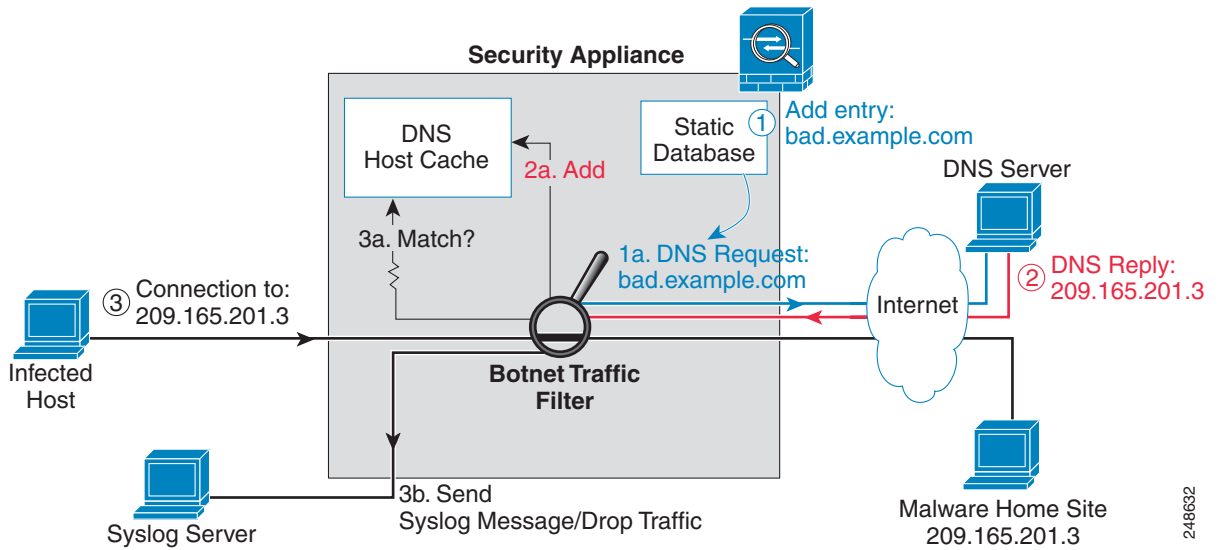 Security Appliance
DNS
Host Cache
Static
Database
1
Add entry:
bad.example.com
2a. Add
DNS Server
3a. Match?
1a. DNS Request:
bad.example.com
2
DNS Reply:
209.165.201.3
Internet
3
Connection to:
209.165.201.3
Infected
Host
Botnet Traffic
Filter
3b. Send
Syslog Message/Drop Traffic
Syslog Server
Malware Home Site
209.165.201.3
248632